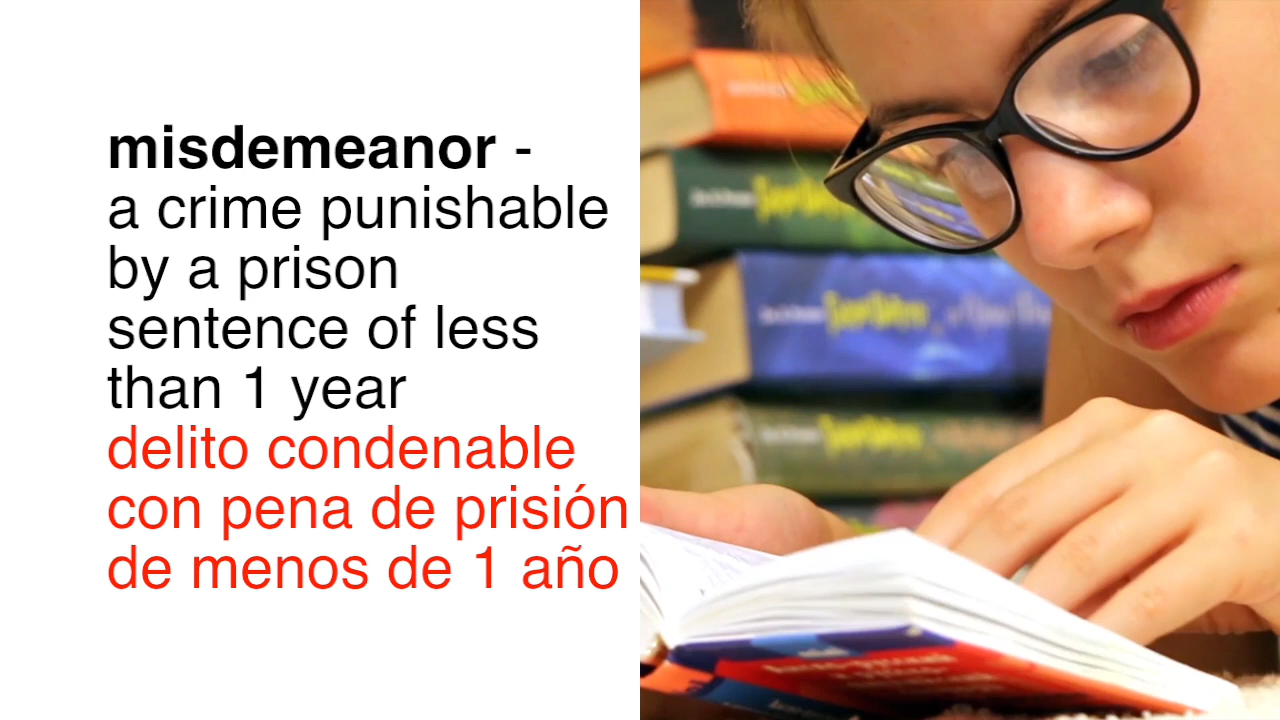 misdemeanor -
a crime punishable
by a prison
sentence of less
than 1 year
delito condenable
con pena de prisión
de menos de 1 año